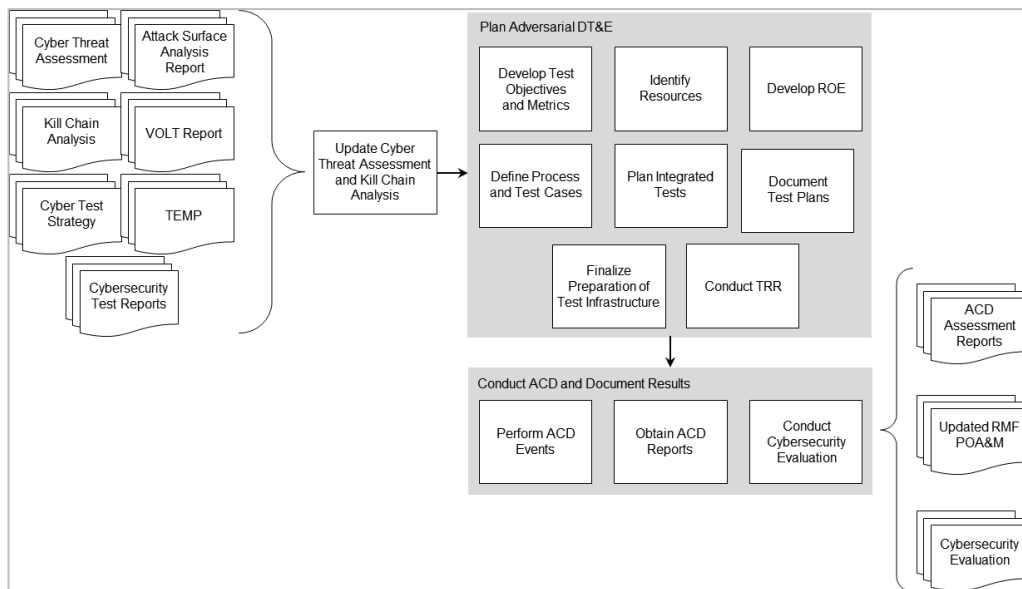 Cyber Threat
Assessment
Attack Surface
Analysis
Report
Kill Chain
Analysis
VOLT Report
Cyber Test
Strategy
TEMP
Cybersecurity
Test Reports
Update Cyber
Threat Assessment
and Kill Chain
Analysis
Plan Adversarial DT&E
Develop Test
Objectives
and Metrics
Identify
Resources
Develop ROE
Define Process
and Test Cases
Plan Integrated
Tests
Document
Test Plans
Finalize
Preparation of
Test Infrastructure
Conduct TRR
Conduct ACD and Document Results
Perform ACD
Events
Obtain ACD
Reports
Conduct
Cybersecurity
Evaluation
ACD
Assessment
Reports
Updated RMF
POA&M
Cybersecurity
Evaluation